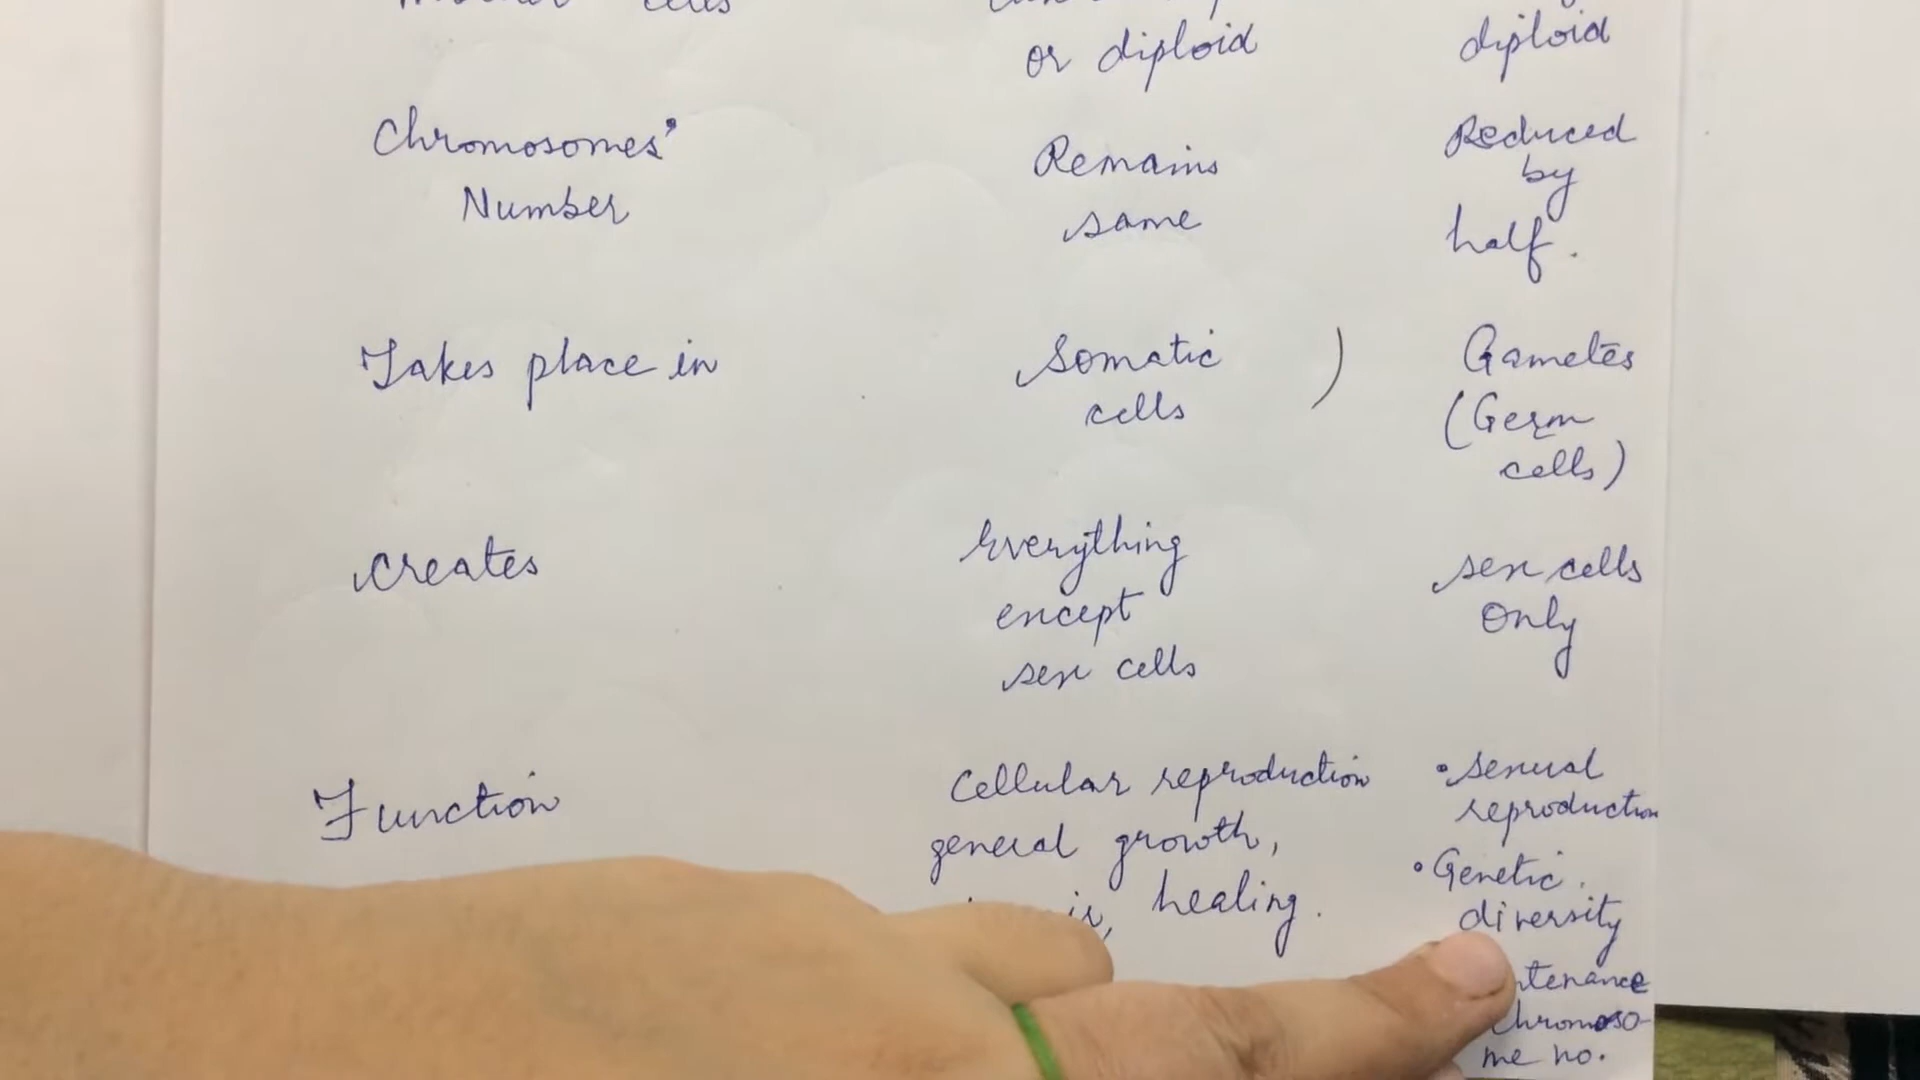 or diploid
diploid
Chromosomes'
Number
Remains
same
Reduced
by
half.
Takes place in
Somatic
cells
)
Gametes
(Germ
cells)
creates
Everything
except
sex cells
sex cells
only
Function
Cellular reproduction
general growth,
healing.
• sexual
reproduction
• Genetic
diversity
chromoso-
me no.